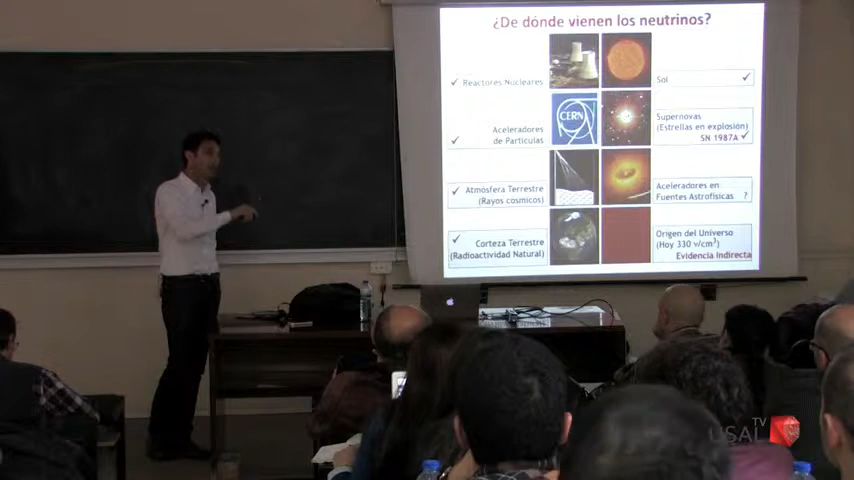 ¿De dónde vienen los neutrinos?
✓ Reactores Nucleares
Sol ✓
CERN
✓ Aceleradores
de Partículas
Supernovas
(Estrellas en explosión)
SN 1987A ✓
✓ Atmósfera Terrestre
(Rayos cósmicos)
Aceleradores en
Fuentes Astrofísicas ?
✓ Corteza Terrestre
(Radioactividad Natural)
Origen del Universo
(Hoy 330 ν/cm³)
Evidencia Indirecta
USAL TV